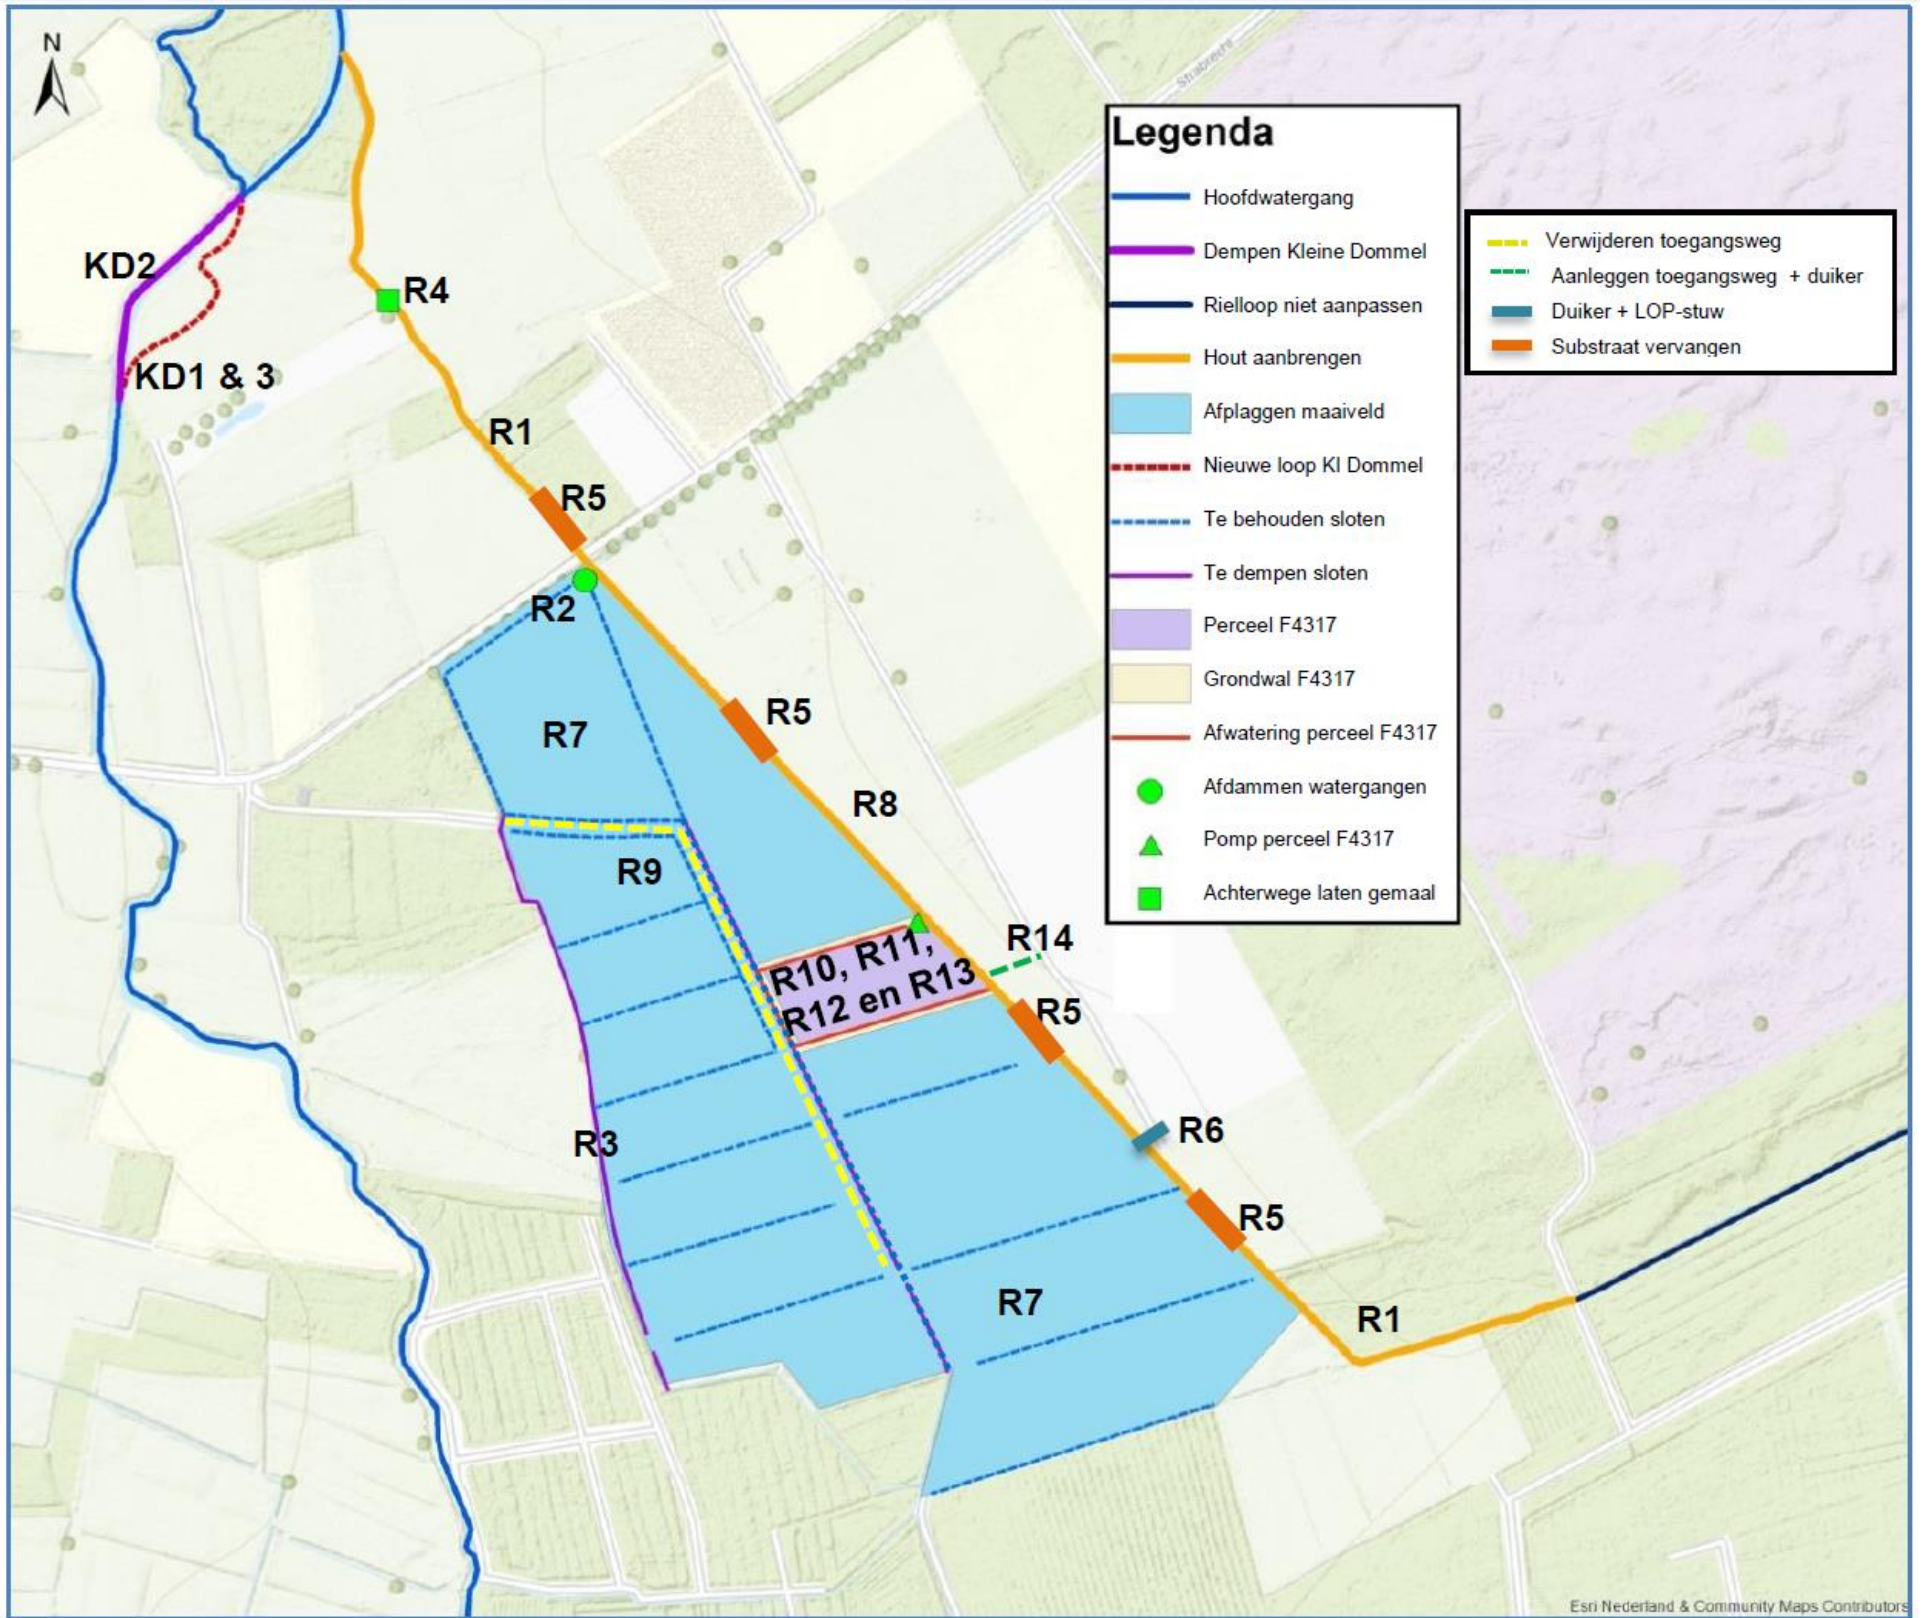 N
Strabrecht
Legenda
Hoofdwatergang
Dempen Kleine Dommel
Rielloop niet aanpassen
Hout aanbrengen
Afplaggen maaiveld
Nieuwe loop Kl Dommel
Te behouden sloten
Te dempen sloten
Perceel F4317
Grondwal F4317
Afwatering perceel F4317
Afdammen watergangen
Pomp perceel F4317
Achterwege laten gemaal
Verwijderen toegangsweg
Aanleggen toegangsweg + duiker
Duiker + LOP-stuw
Substraat vervangen
KD2
R4
KD1 & 3
R1
R5
R2
R5
R7
R8
R9
R14
R10, R11,
R12 en R13
R5
R6
R3
R5
R7
R1
Esri Nederland & Community Maps Contributors